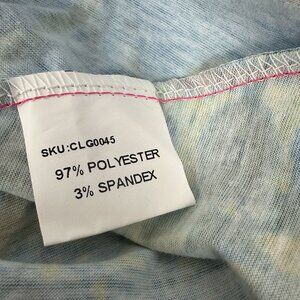 SKU:CLG0045
97% POLYESTER
3% SPANDEX